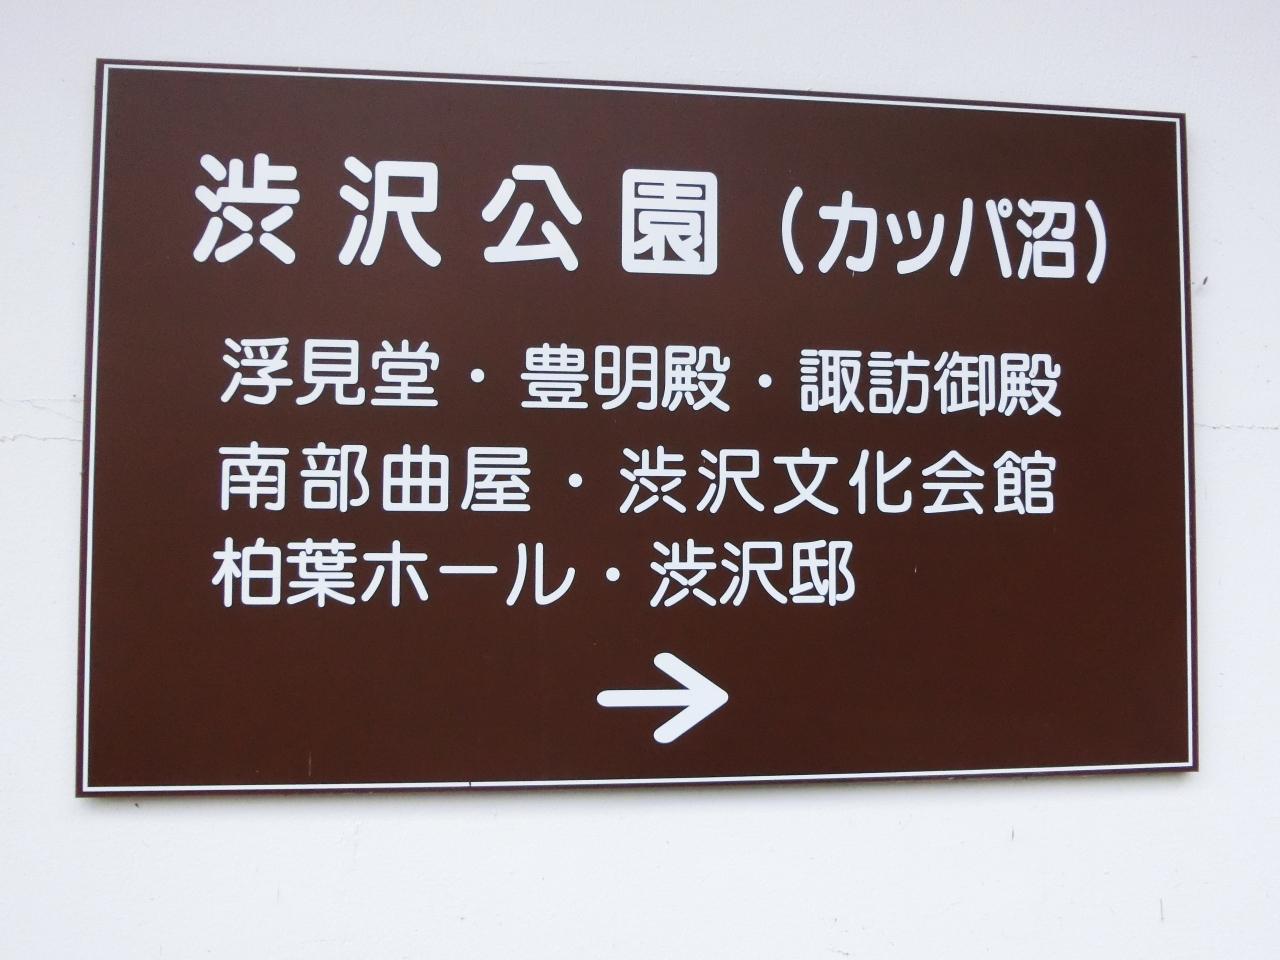 渋沢公園（カッパ沼）
浮見堂・豊明殿・諏訪御殿
南部曲屋・渋沢文化会館
柏葉ホール・渋沢邸
→